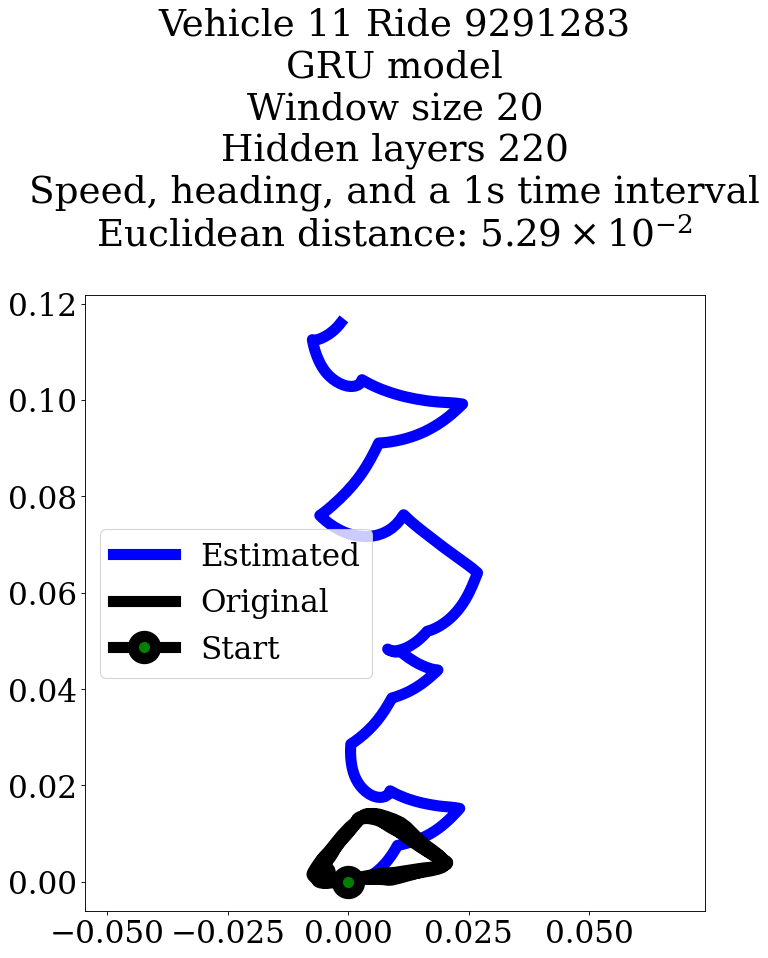 Vehicle 11 Ride 9291283
GRU model
Window size 20
Hidden layers 220
Speed, heading, and a 1s time interval
Euclidean distance: 5.29 × 10⁻²
0.12
0.10
0.08
0.06
0.04
0.02
0.00
Estimated
Original
Start
−0.050 −0.025 0.000 0.025 0.050